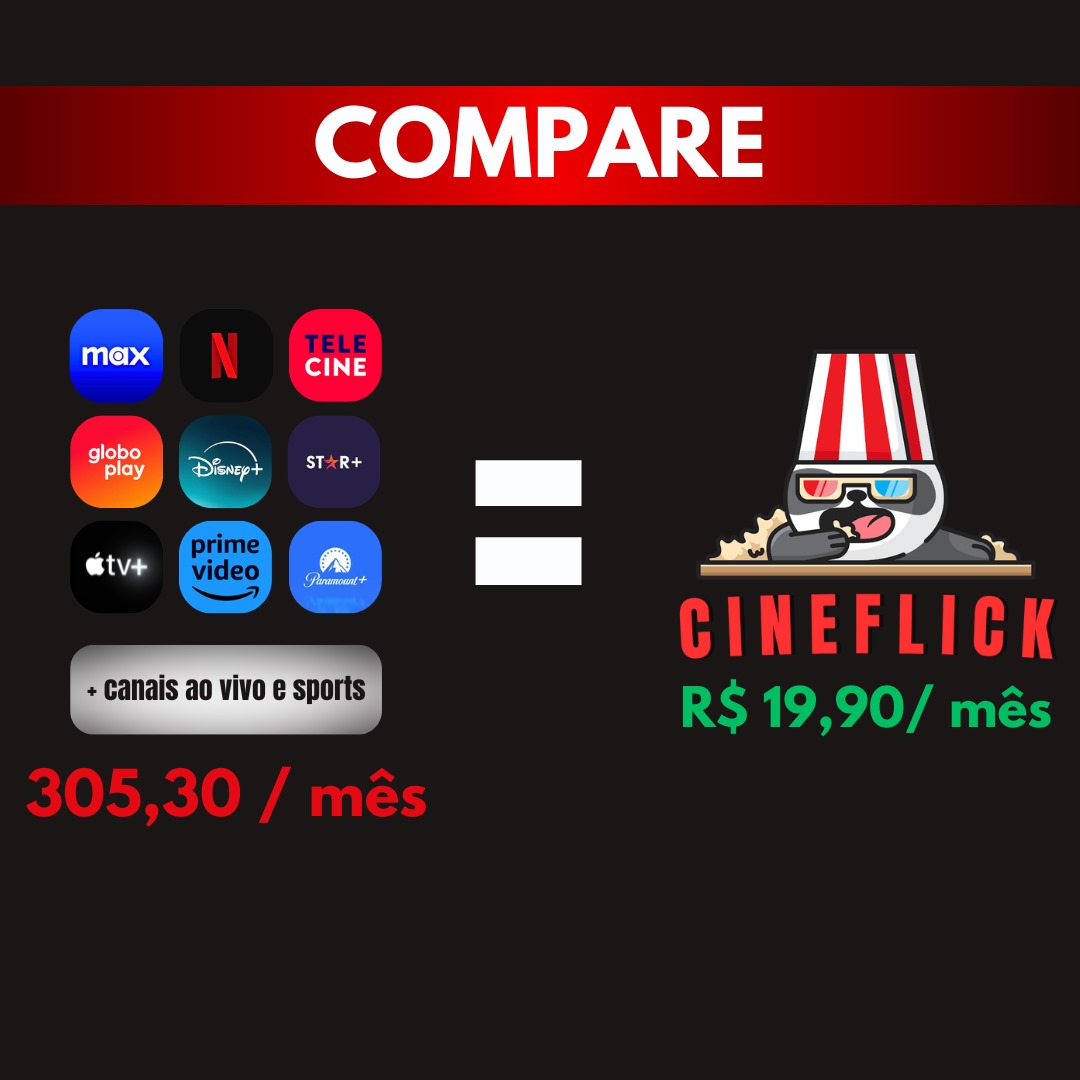 COMPARE
max
N
TELE
CINE
globo
play
Disney+
ST★R+
tv+
prime
video
Paramount+
+ canais ao vivo e sports
305,30 / mês
CINEFLICK
R$ 19,90/ mês